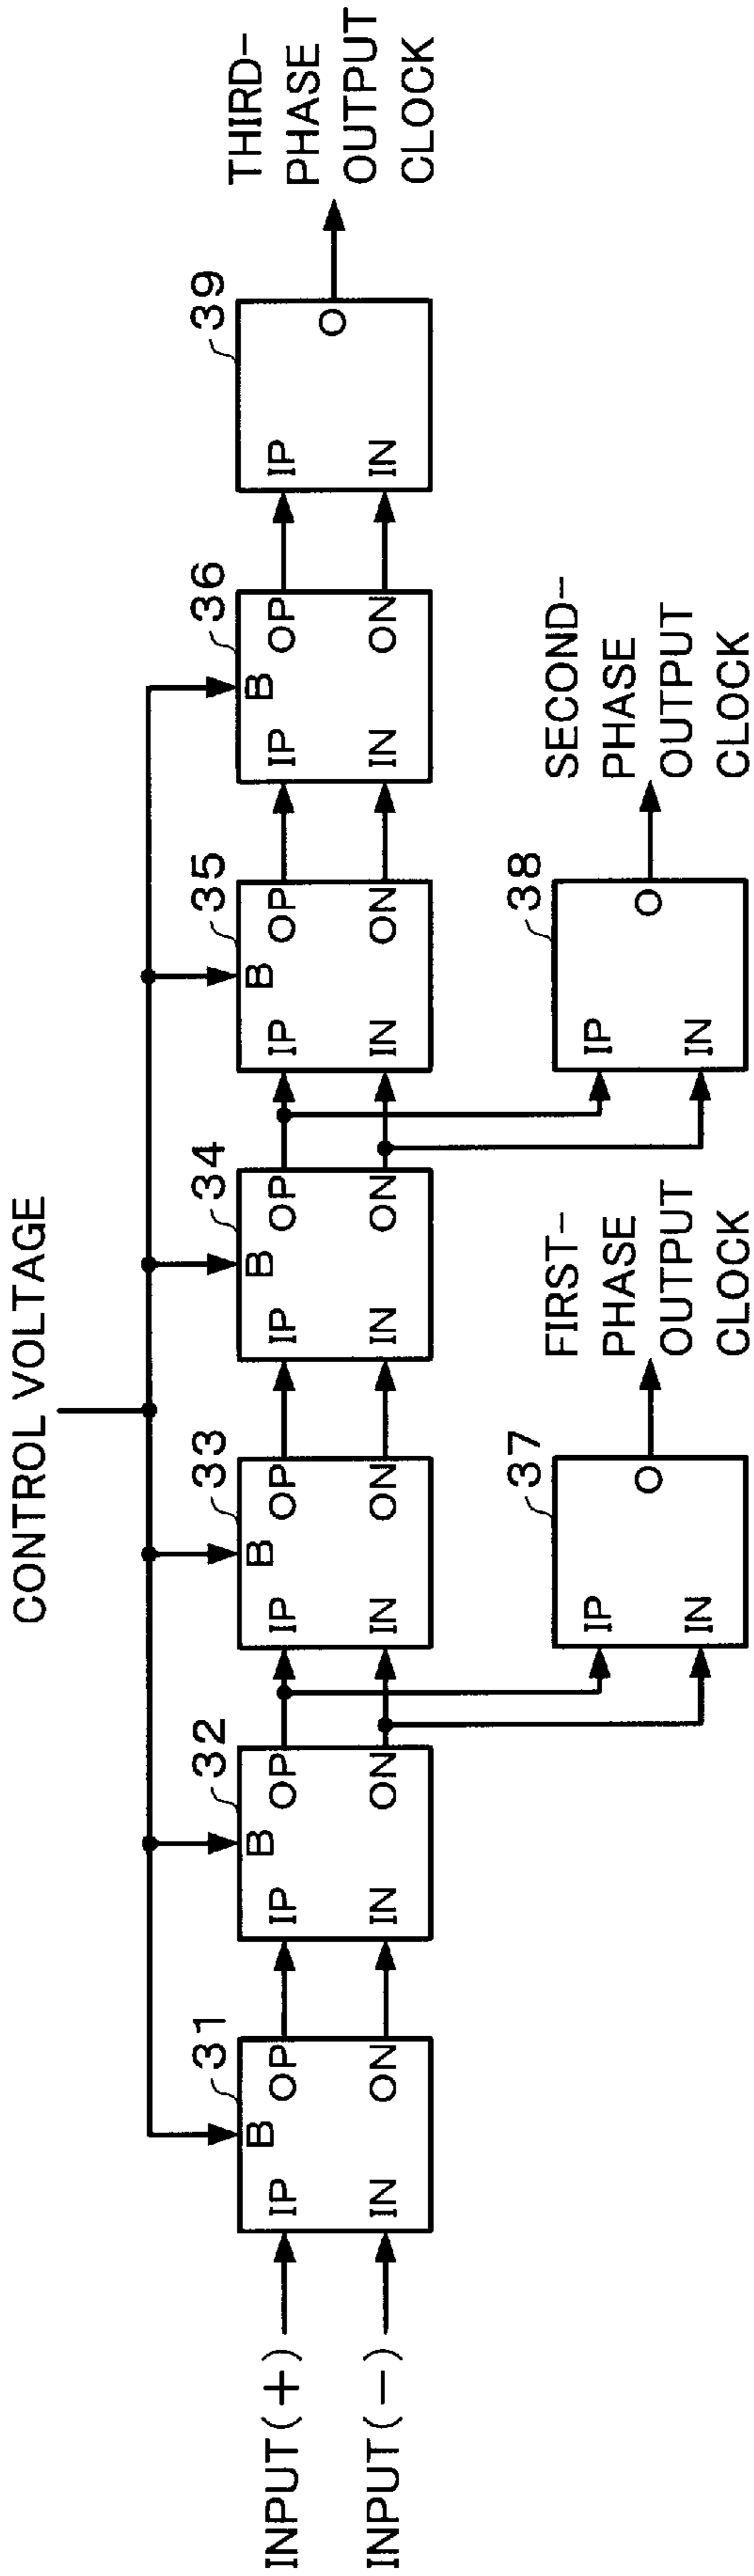 CONTROL VOLTAGE
INPUT(+)
INPUT(−)
31
B
IP
OP
IN
ON
32
B
IP
OP
IN
ON
33
B
IP
OP
IN
ON
34
B
IP
OP
IN
ON
35
B
IP
OP
IN
ON
36
B
IP
OP
IN
ON
39
IP
IN
O
THIRD-
PHASE
OUTPUT
CLOCK
37
IP
IN
O
FIRST-
PHASE
OUTPUT
CLOCK
38
IP
IN
O
SECOND-
PHASE
OUTPUT
CLOCK